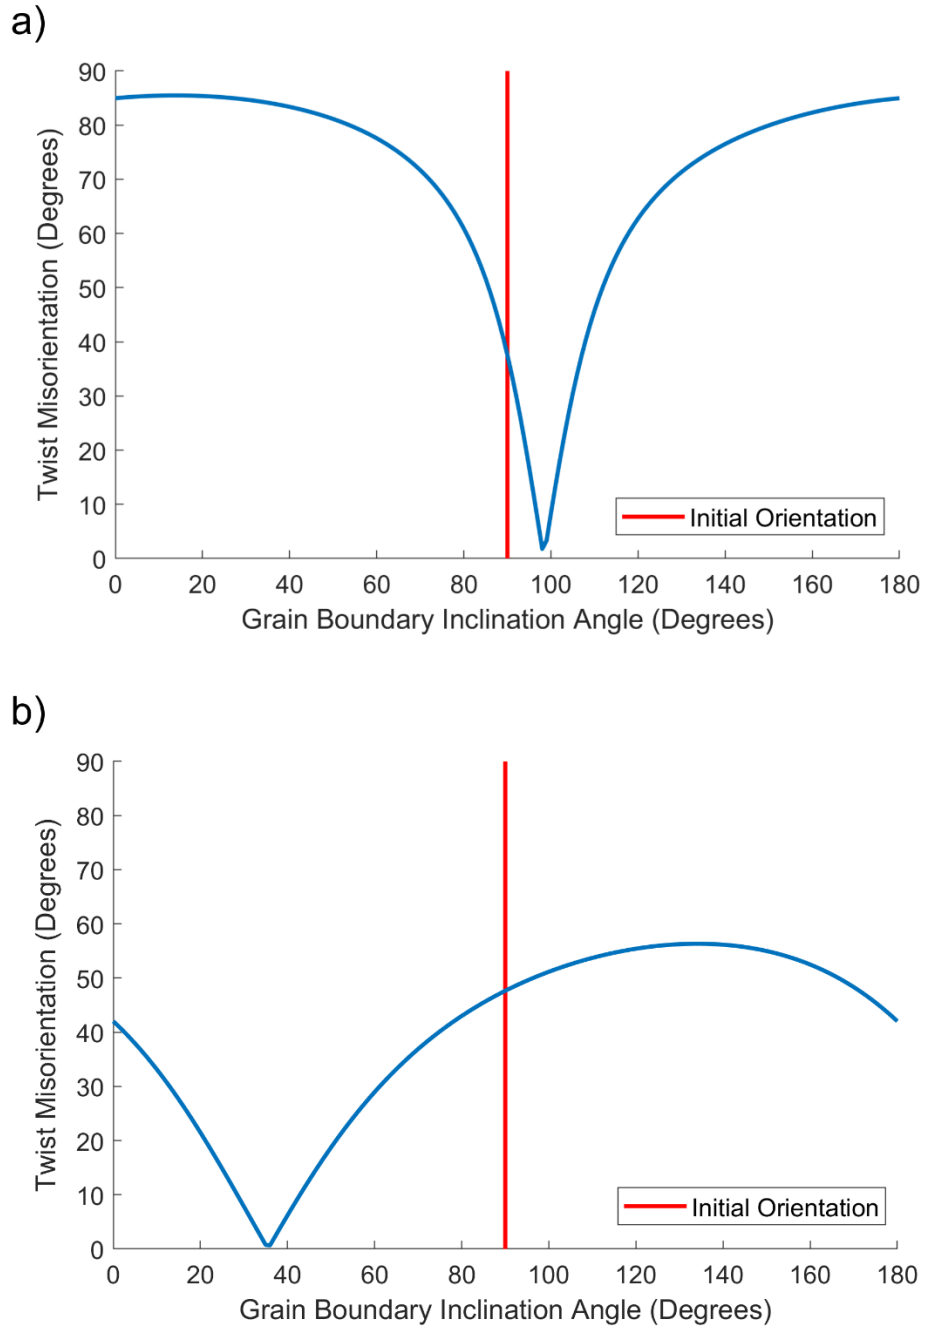 a)
90
80
70
60
50
40
30
20
10
0
Twist Misorientation (Degrees)
Initial Orientation
0 20 40 60 80 100 120 140 160 180
Grain Boundary Inclination Angle (Degrees)
b)
90
80
70
60
50
40
30
20
10
0
Twist Misorientation (Degrees)
Initial Orientation
0 20 40 60 80 100 120 140 160 180
Grain Boundary Inclination Angle (Degrees)